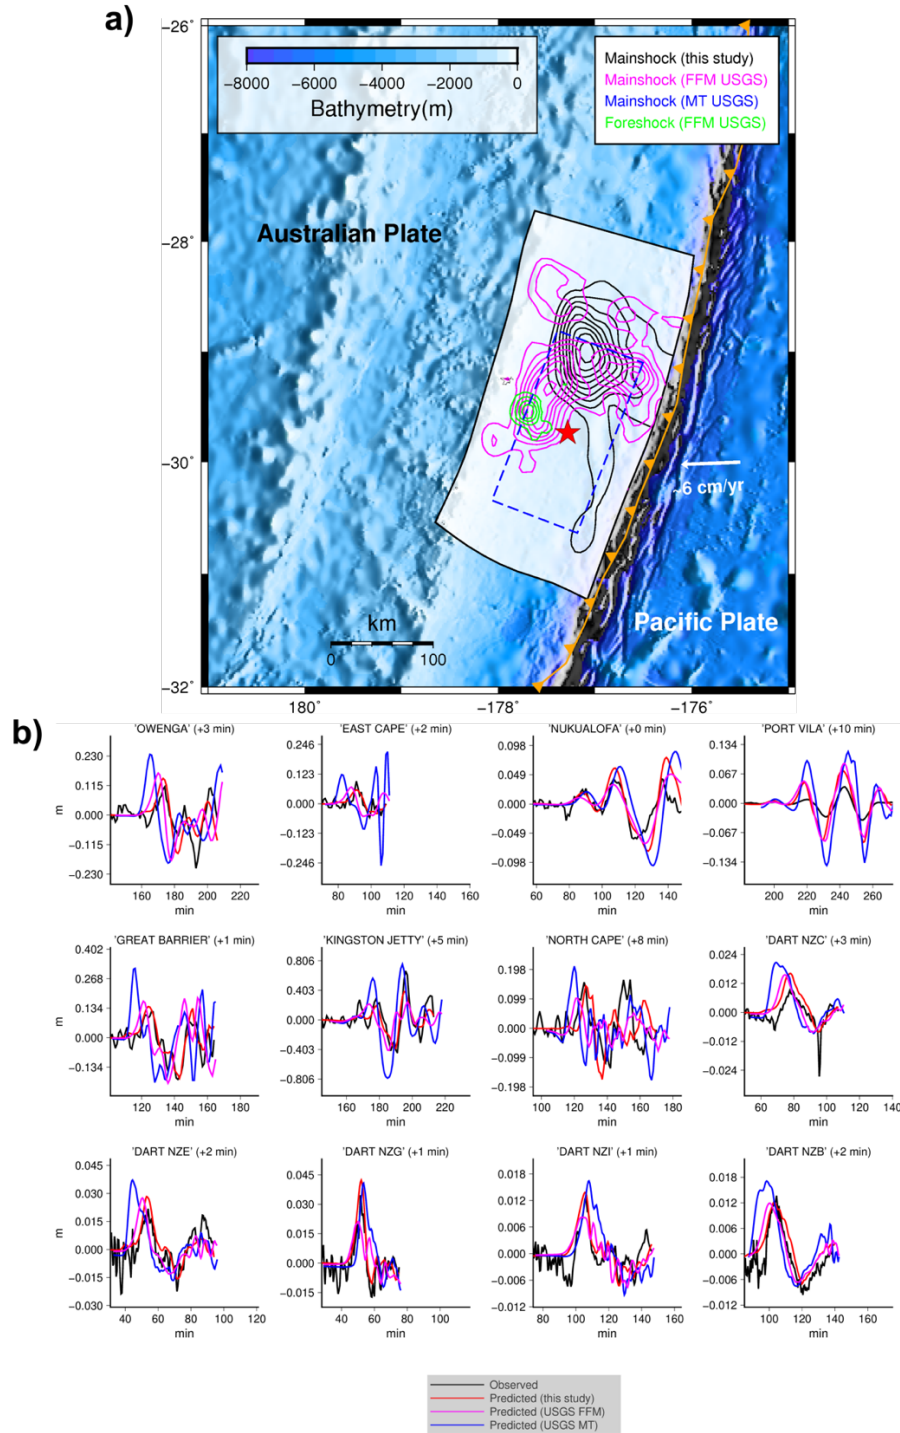 a)
−26°
−28°
−30°
−32°
−8000 −6000 −4000 −2000 0
Bathymetry(m)
Mainshock (this study)
Mainshock (FFM USGS)
Mainshock (MT USGS)
Foreshock (FFM USGS)
Australian Plate
~6 cm/yr
km
0 100
Pacific Plate
180° −178° −176°
b)
'OWENGA' (+3 min)
0.230
0.115
0.000
−0.115
−0.230
m
160 180 200 220
min
'EAST CAPE' (+2 min)
0.246
0.123
0.000
−0.123
−0.246
80 100 120 140 160
min
'NUKUALOFA' (+0 min)
0.098
0.049
0.000
−0.049
−0.098
60 80 100 120 140
min
'PORT VILA' (+10 min)
0.134
0.067
0.000
−0.067
−0.134
200 220 240 260
min
'GREAT BARRIER' (+1 min)
0.402
0.268
0.134
0.000
−0.134
m
120 140 160 180
min
'KINGSTON JETTY' (+5 min)
0.806
0.403
0.000
−0.403
−0.806
160 180 200 220
min
'NORTH CAPE' (+8 min)
0.198
0.099
0.000
−0.099
−0.198
100 120 140 160 180
min
'DART NZC' (+3 min)
0.024
0.012
0.000
−0.012
−0.024
60 80 100 120 140
min
'DART NZE' (+2 min)
0.045
0.030
0.015
0.000
−0.015
−0.030
m
40 60 80 100 120
min
'DART NZG' (+1 min)
0.045
0.030
0.015
0.000
−0.015
40 60 80 100
min
'DART NZI' (+1 min)
0.018
0.012
0.006
0.000
−0.006
−0.012
80 100 120 140 160
min
'DART NZB' (+2 min)
0.018
0.012
0.006
0.000
−0.006
−0.012
100 120 140 160
min
Observed
Predicted (this study)
Predicted (USGS FFM)
Predicted (USGS MT)